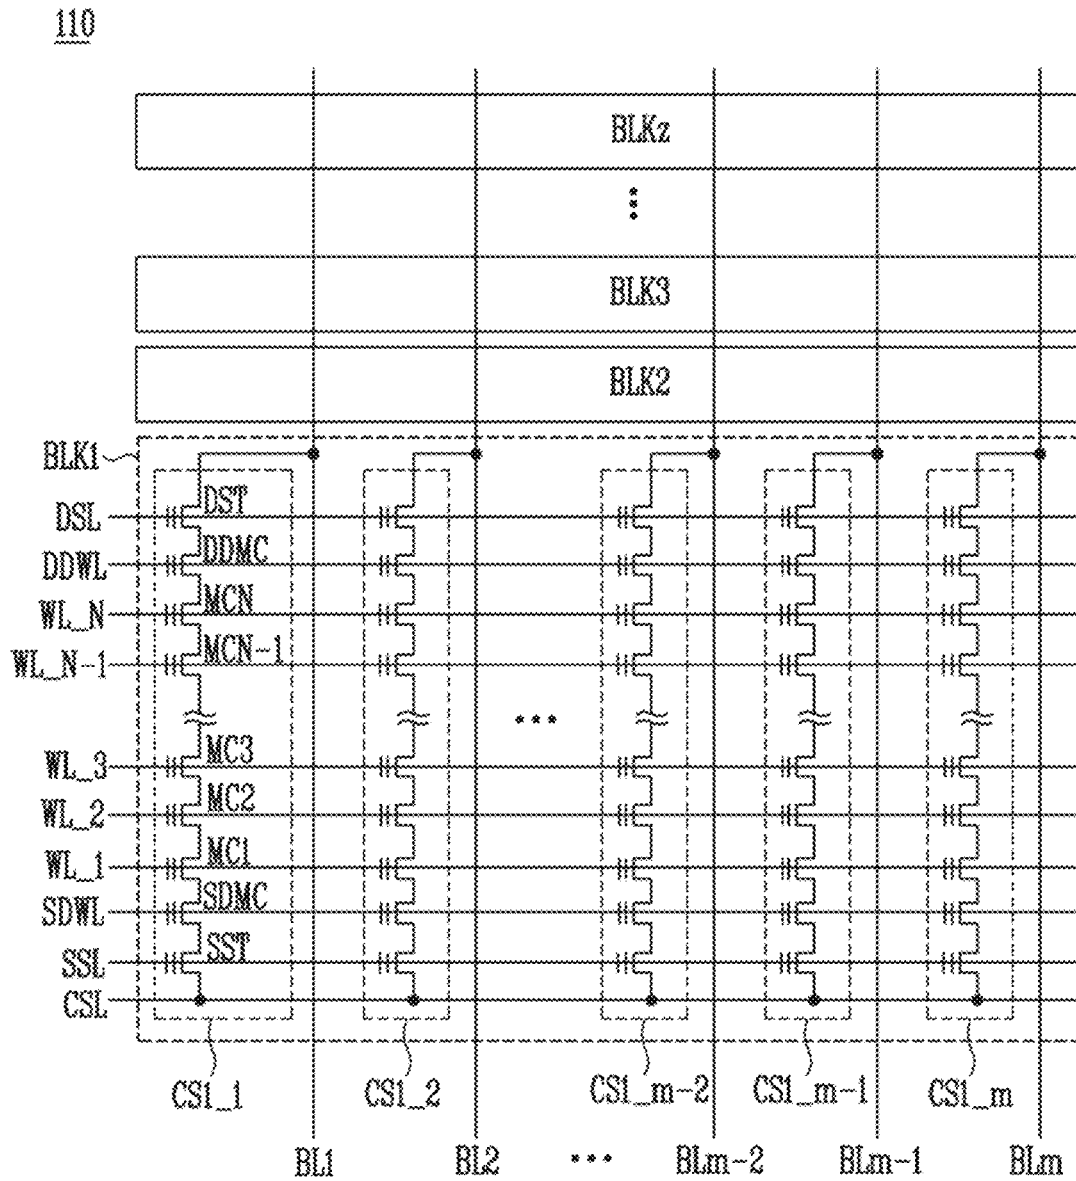 110
BLKz
BLK3
BLK2
BLK1
DSL DST
DDWL DDMC
WL_N MCN
WL_N-1 MCN-1
WL_3 MC3
WL_2 MC2
WL_1 MC1
SDWL SDMC
SSL SST
CSL
CS1_1 CS1_2 CS1_m-2 CS1_m-1 CS1_m
BL1 BL2 ••• BLm-2 BLm-1 BLm